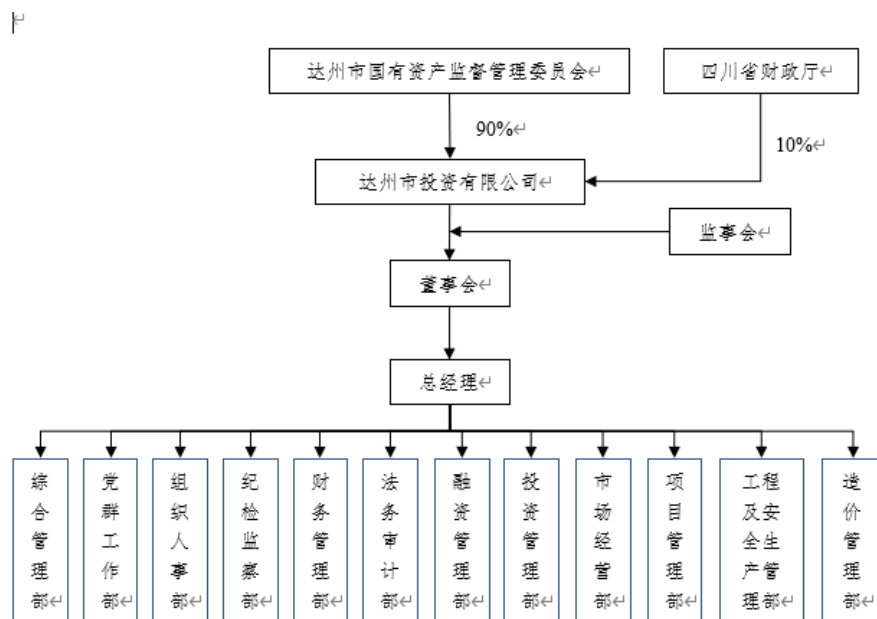 达州市国有资产监督管理委员会
四川省财政厅
90%
10%
达州市投资有限公司
监事会
董事会
总经理
综合管理部
党群工作部
组织人事部
纪检监察部
财务管理部
法务审计部
融资管理部
投资管理部
市场经营部
项目管理部
工程及安全生产管理部
造价管理部